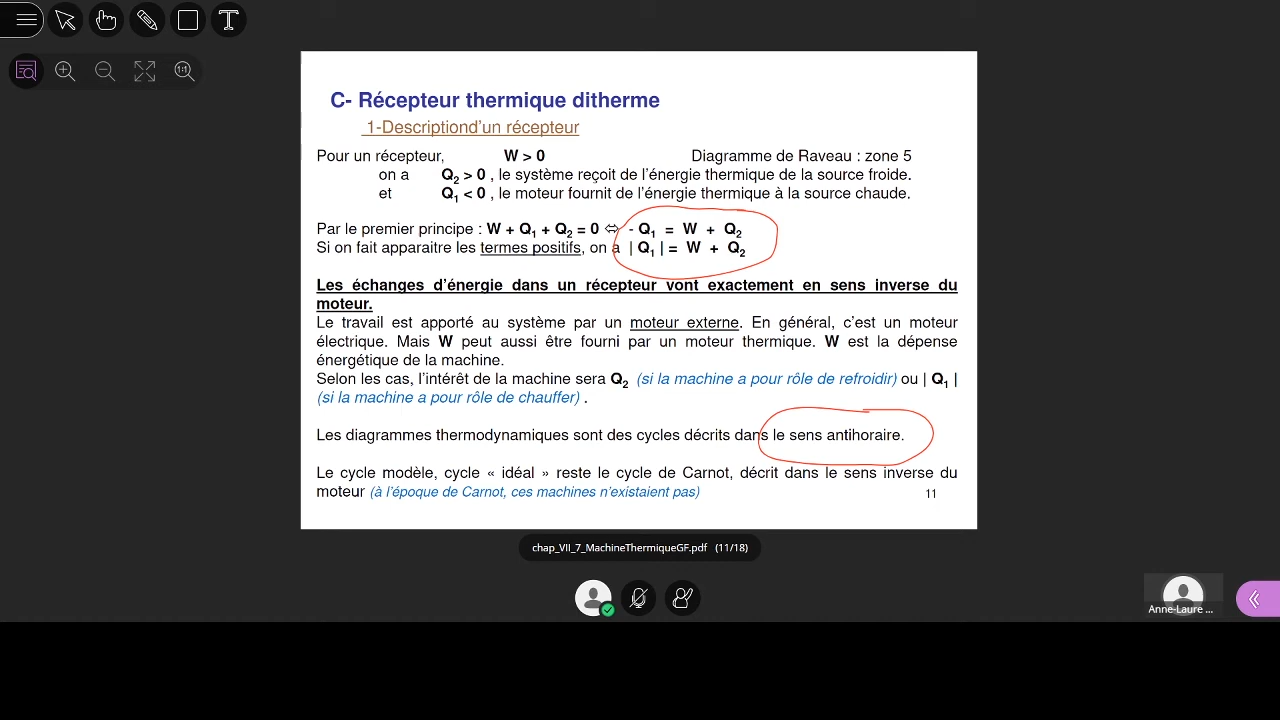 T
1:1
C- Récepteur thermique ditherme
1-Descriptiond'un récepteur
Pour un récepteur, W > 0 Diagramme de Raveau : zone 5
on a Q2 > 0 , le système reçoit de l'énergie thermique de la source froide.
et Q1 < 0 , le moteur fournit de l'énergie thermique à la source chaude.
Par le premier principe : W + Q1 + Q2 = 0 ⇔ - Q1 = W + Q2
Si on fait apparaitre les termes positifs, on a | Q1 | = W + Q2
Les échanges d'énergie dans un récepteur vont exactement en sens inverse du
moteur.
Le travail est apporté au système par un moteur externe. En général, c'est un moteur
électrique. Mais W peut aussi être fourni par un moteur thermique. W est la dépense
énergétique de la machine.
Selon les cas, l'intérêt de la machine sera Q2 (si la machine a pour rôle de refroidir) ou | Q1 |
(si la machine a pour rôle de chauffer) .
Les diagrammes thermodynamiques sont des cycles décrits dans le sens antihoraire.
Le cycle modèle, cycle « idéal » reste le cycle de Carnot, décrit dans le sens inverse du
moteur (à l'époque de Carnot, ces machines n'existaient pas) 11
chap_VII_7_MachineThermiqueGF.pdf (11/18)
Anne-Laure ...